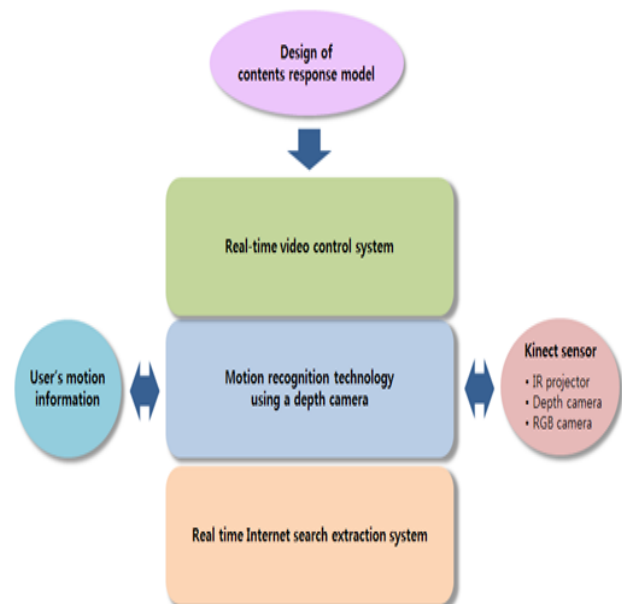 Design of
contents response model
Real-time video control system
User's motion
information
Motion recognition technology
using a depth camera
Kinect sensor
• IR projector
• Depth camera
• RGB camera
Real time Internet search extraction system